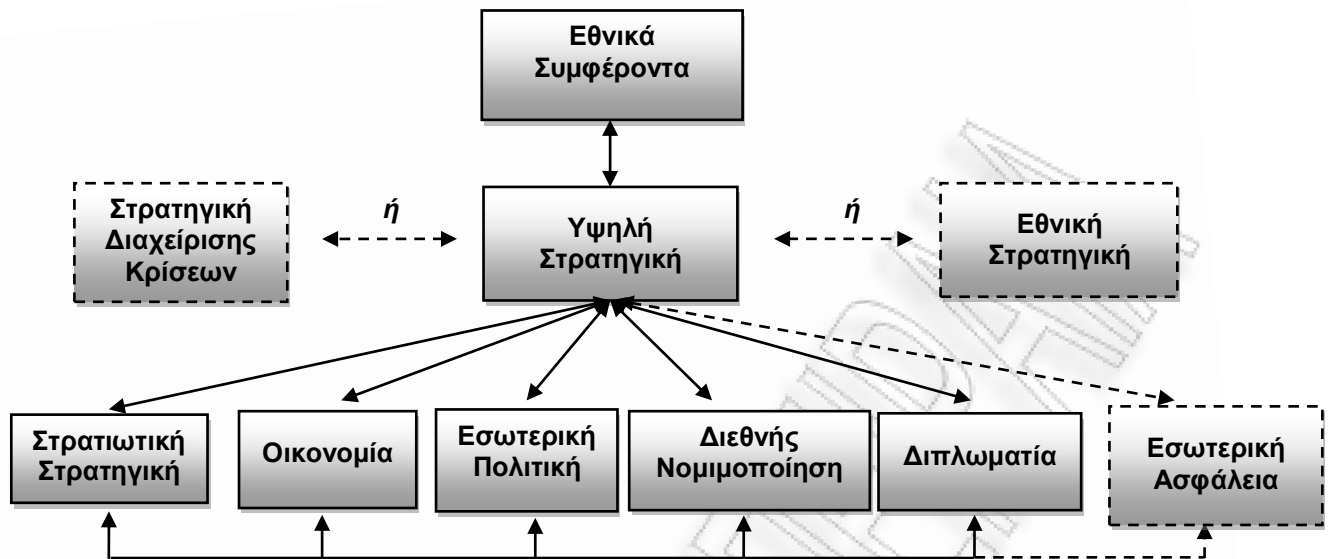 Εθνικά
Συμφέροντα
Στρατηγική
Διαχείρισης
Κρίσεων
ή
Υψηλή
Στρατηγική
ή
Εθνική
Στρατηγική
Στρατιωτική
Στρατηγική
Οικονομία
Εσωτερική
Πολιτική
Διεθνής
Νομιμοποίηση
Διπλωματία
Εσωτερική
Ασφάλεια